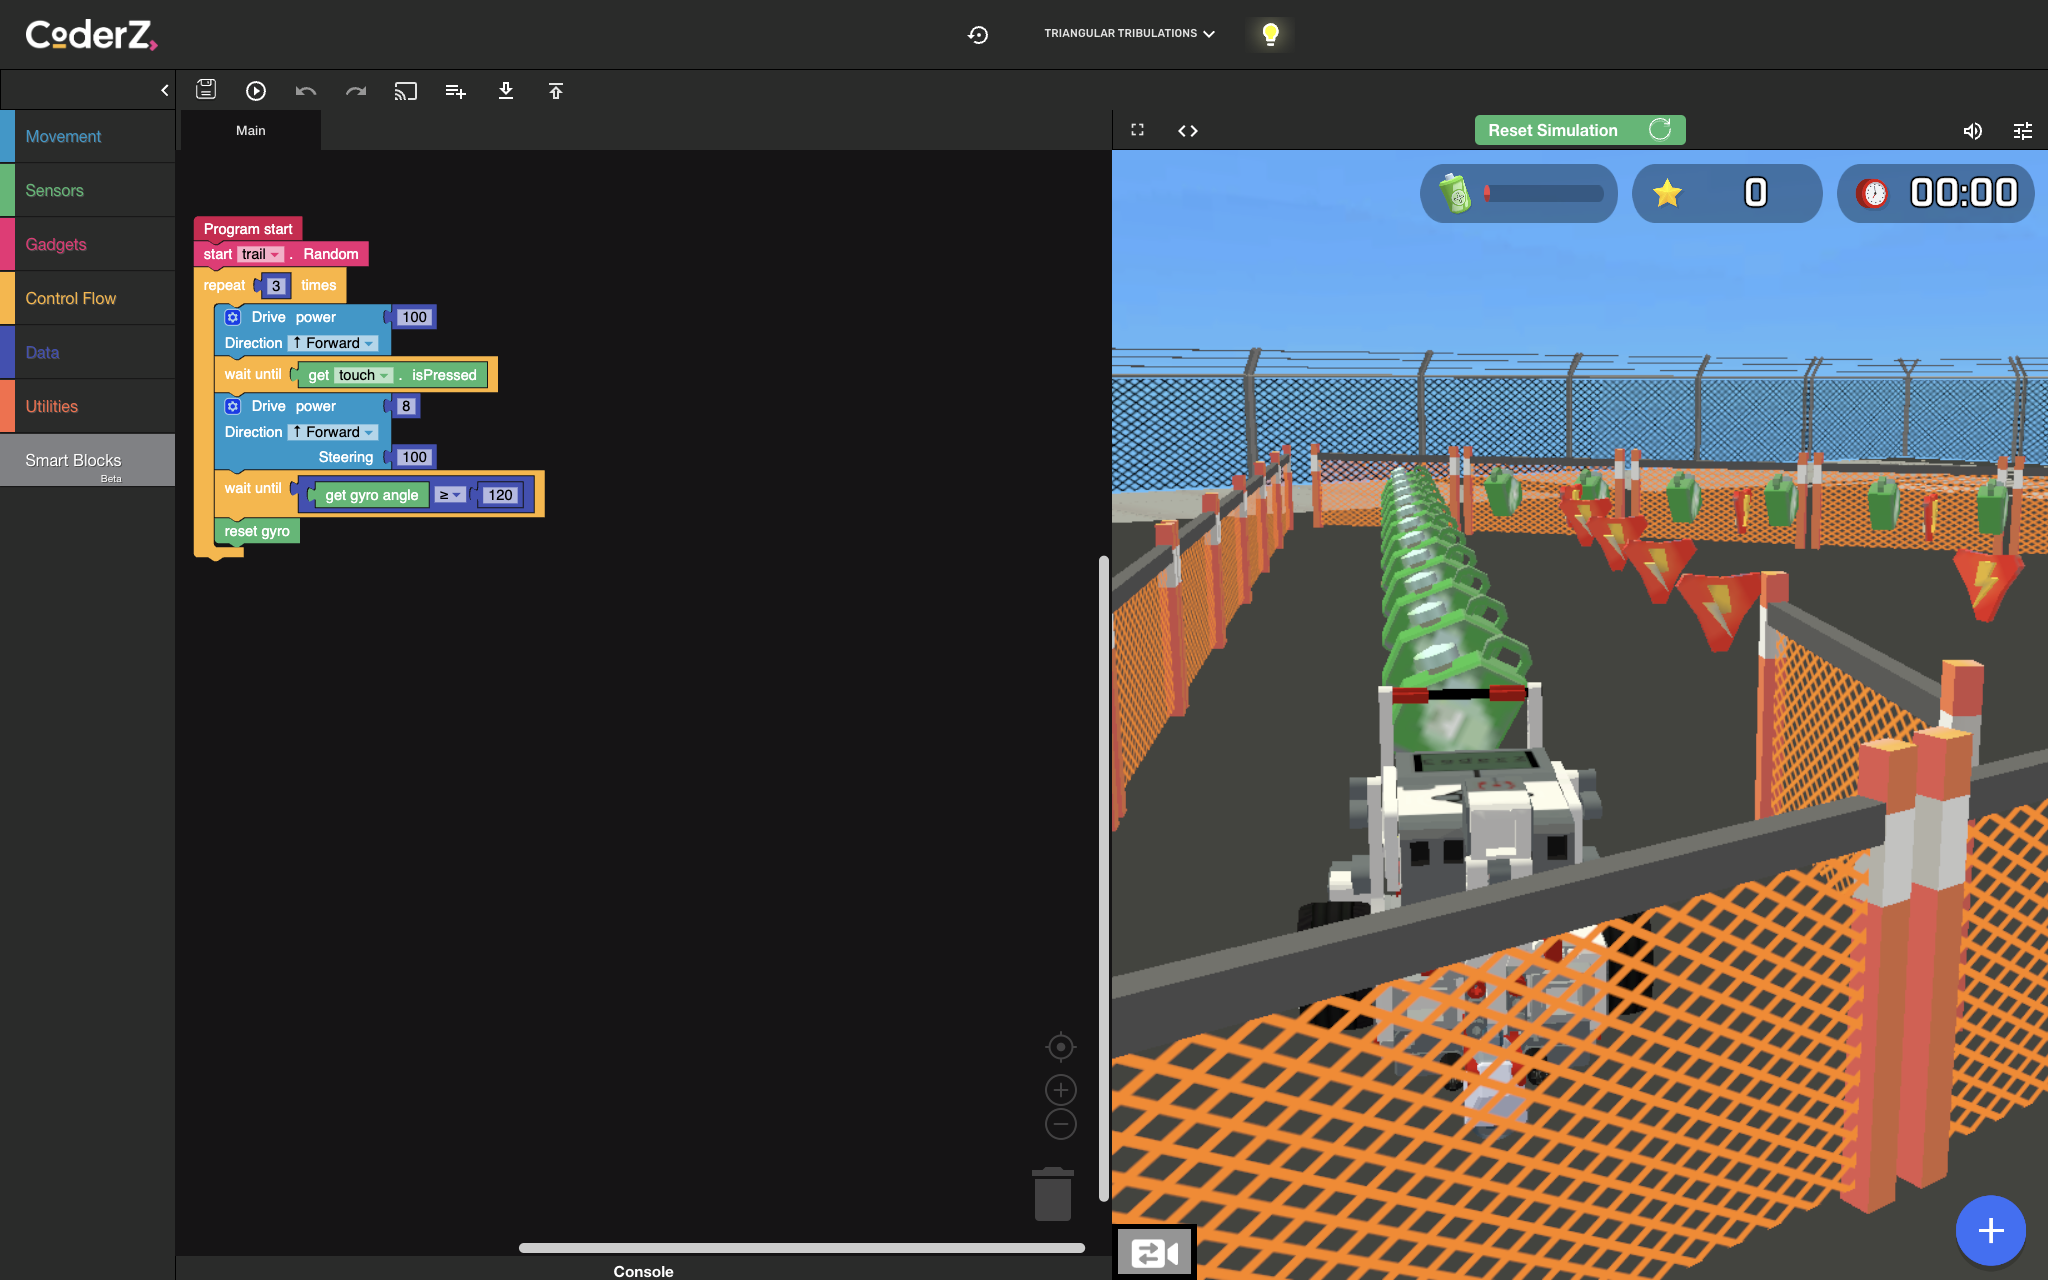 CoderZ
TRIANGULAR TRIBULATIONS
Movement
Sensors
Gadgets
Control Flow
Data
Utilities
Smart Blocks
Beta
Main
Program start
start trail . Random
repeat 3 times
Drive power 100
Direction ↑ Forward
wait until get touch . isPressed
Drive power 8
Direction ↑ Forward
Steering 100
wait until get gyro angle ≥ 120
reset gyro
Console
Reset Simulation
0
00:00
CoderZ